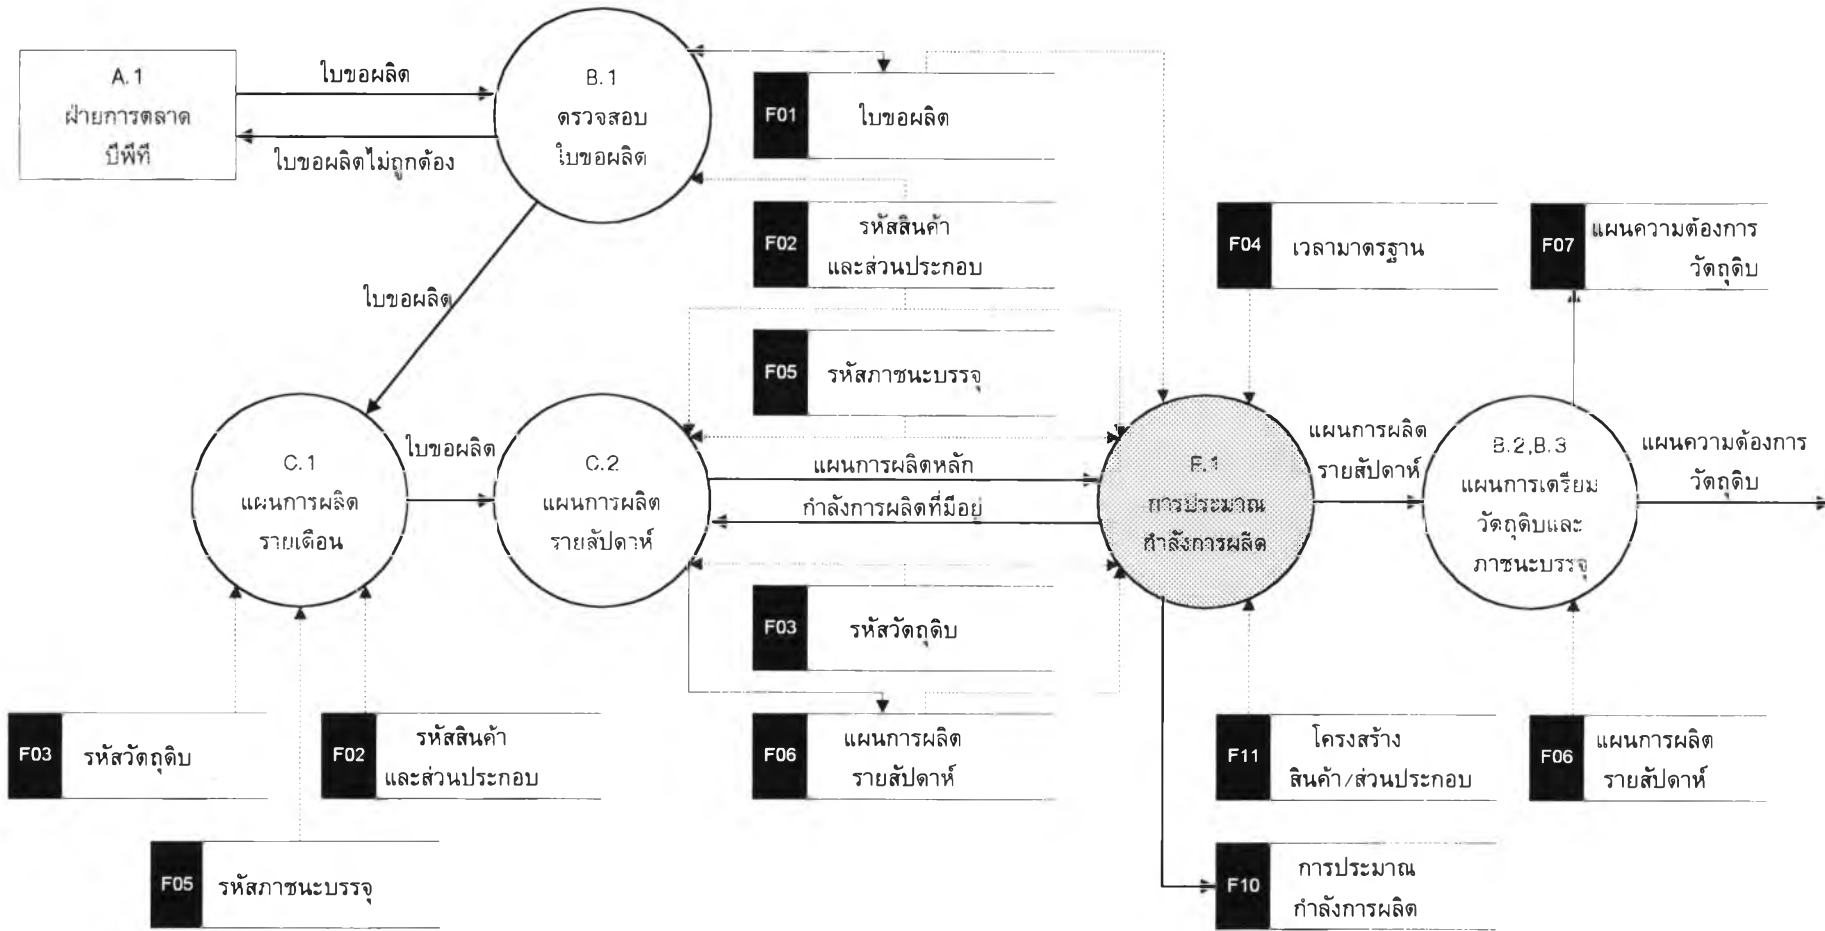 A.1
ฝ่ายการตลาด
บีพีที
ใบขอผลิต
ใบขอผลิตไม่ถูกต้อง
B.1
ตรวจสอบ
ใบขอผลิต
F01
ใบขอผลิต
F02
รหัสสินค้า
และส่วนประกอบ
F04
เวลามาตรฐาน
F07
แผนความต้องการ
วัตถุดิบ
ใบขอผลิต
F05
รหัสภาชนะบรรจุ
C.1
แผนการผลิต
รายเดือน
ใบขอผลิต
C.2
แผนการผลิต
รายสัปดาห์
แผนการผลิตหลัก
กำลังการผลิตที่มีอยู่
การประมาณ
กำลังการผลิต
แผนการผลิต
รายสัปดาห์
B.2,B.3
แผนการเตรียม
วัตถุดิบและ
ภาชนะบรรจุ
แผนความต้องการ
วัตถุดิบ
F03
รหัสวัตถุดิบ
F03
รหัสวัตถุดิบ
F02
รหัสสินค้า
และส่วนประกอบ
F06
แผนการผลิต
รายสัปดาห์
F11
โครงสร้าง
สินค้า/ส่วนประกอบ
F06
แผนการผลิต
รายสัปดาห์
F05
รหัสภาชนะบรรจุ
F10
การประมาณ
กำลังการผลิต